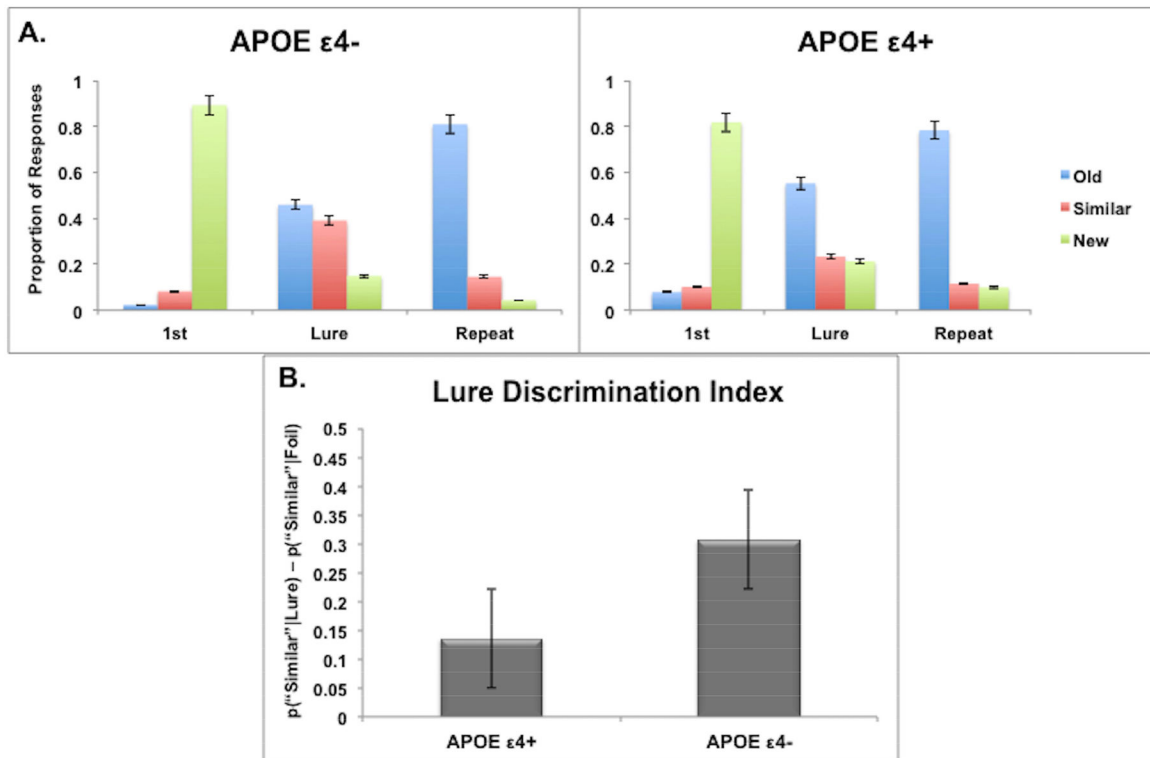 A.
APOE ε4-
APOE ε4+
Proportion of Responses
1
0.8
0.6
0.4
0.2
0
1st Lure Repeat
1
0.8
0.6
0.4
0.2
0
1st Lure Repeat
Old
Similar
New
B.
Lure Discrimination Index
p("Similar"|Lure) – p("Similar"|Foil)
0.5
0.45
0.4
0.35
0.3
0.25
0.2
0.15
0.1
0.05
0
APOE ε4+ APOE ε4-